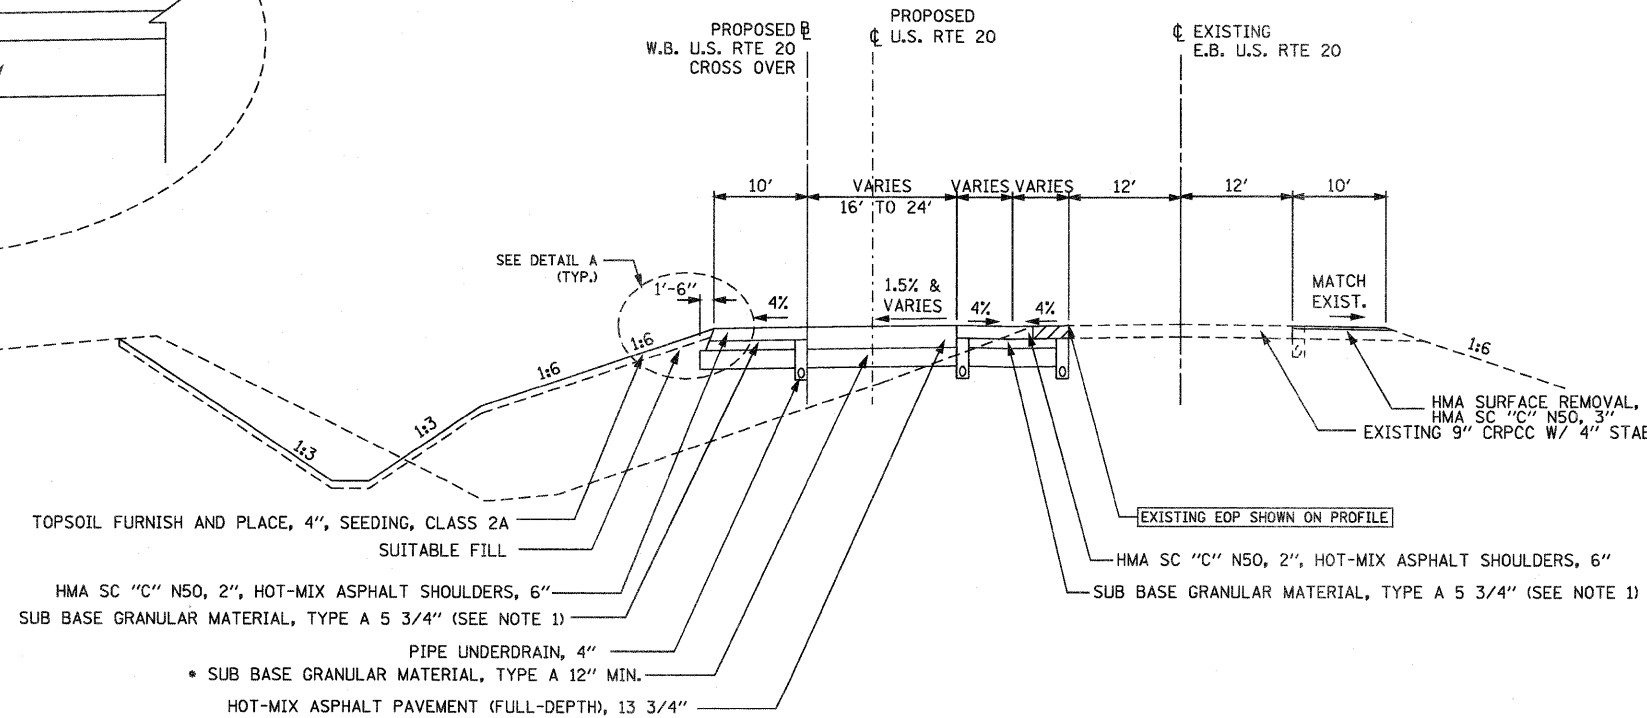 PROPOSED ⅊
W.B. U.S. RTE 20
CROSS OVER
PROPOSED
℄ U.S. RTE 20
℄ EXISTING
E.B. U.S. RTE 20
10'
VARIES
16' TO 24'
VARIES
VARIES
12'
12'
10'
SEE DETAIL A
(TYP.)
1'-6"
4%
1.5% &
VARIES
4%
4%
MATCH
EXIST.
1:6
1:6
1:3
1:3
1:6
HMA SURFACE REMOVAL,
HMA SC "C" N50, 3"
EXISTING 9" CRPCC W/ 4"
TOPSOIL FURNISH AND PLACE, 4", SEEDING, CLASS 2A
SUITABLE FILL
HMA SC "C" N50, 2", HOT-MIX ASPHALT SHOULDERS, 6"
SUB BASE GRANULAR MATERIAL, TYPE A 5 3/4" (SEE NOTE 1)
PIPE UNDERDRAIN, 4"
* SUB BASE GRANULAR MATERIAL, TYPE A 12" MIN.
HOT-MIX ASPHALT PAVEMENT (FULL-DEPTH), 13 3/4"
EXISTING EOP SHOWN ON PROFILE
HMA SC "C" N50, 2", HOT-MIX ASPHALT SHOULDERS, 6"
SUB BASE GRANULAR MATERIAL, TYPE A 5 3/4" (SEE NOTE 1)